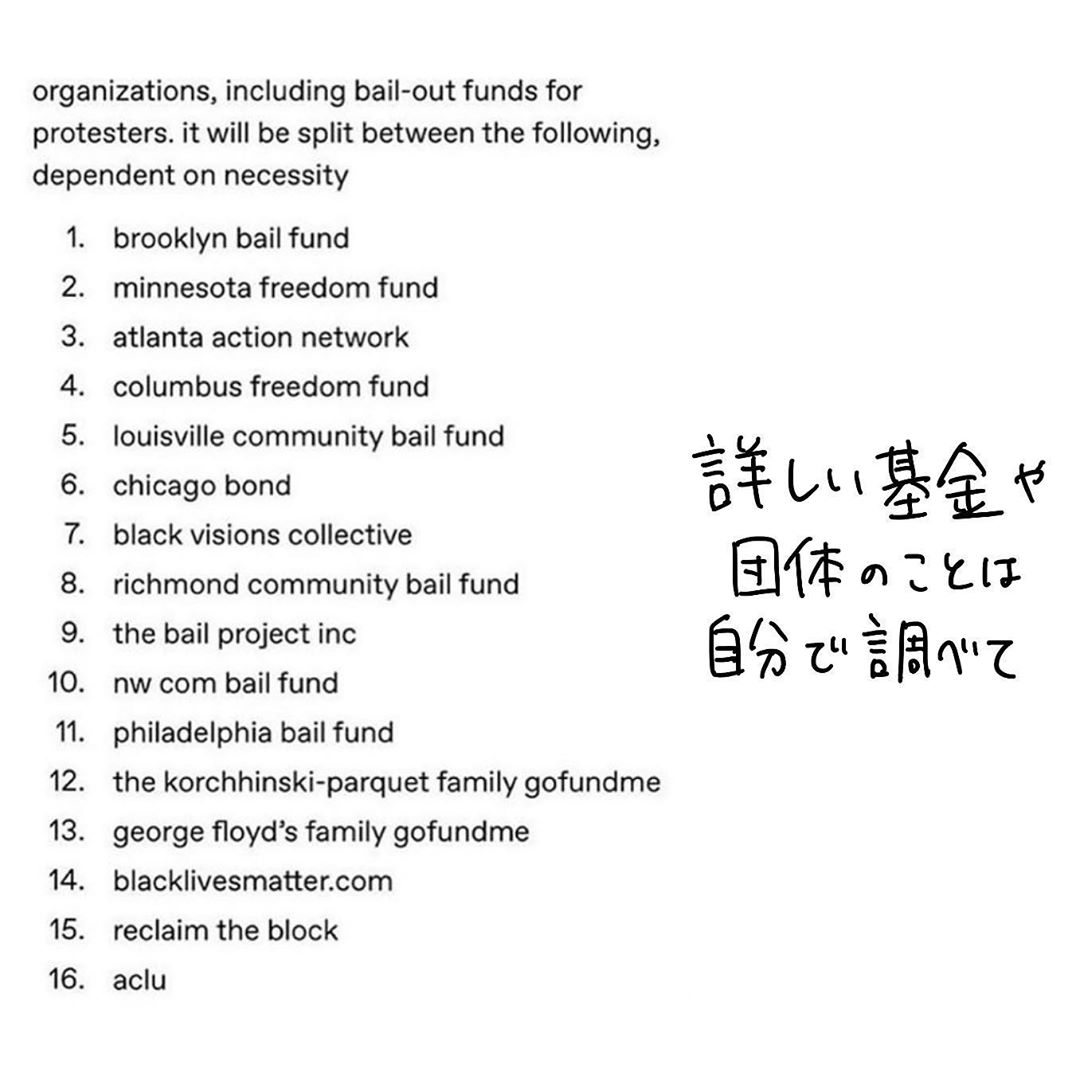 organizations, including bail-out funds for
protesters. it will be split between the following,
dependent on necessity
1. brooklyn bail fund
2. minnesota freedom fund
3. atlanta action network
4. columbus freedom fund
5. louisville community bail fund
6. chicago bond
7. black visions collective
8. richmond community bail fund
9. the bail project inc
10. nw com bail fund
11. philadelphia bail fund
12. the korchhinski-parquet family gofundme
13. george floyd’s family gofundme
14. blacklivesmatter.com
15. reclaim the block
16. aclu
詳しい基金や
団体のことは
自分で調べて